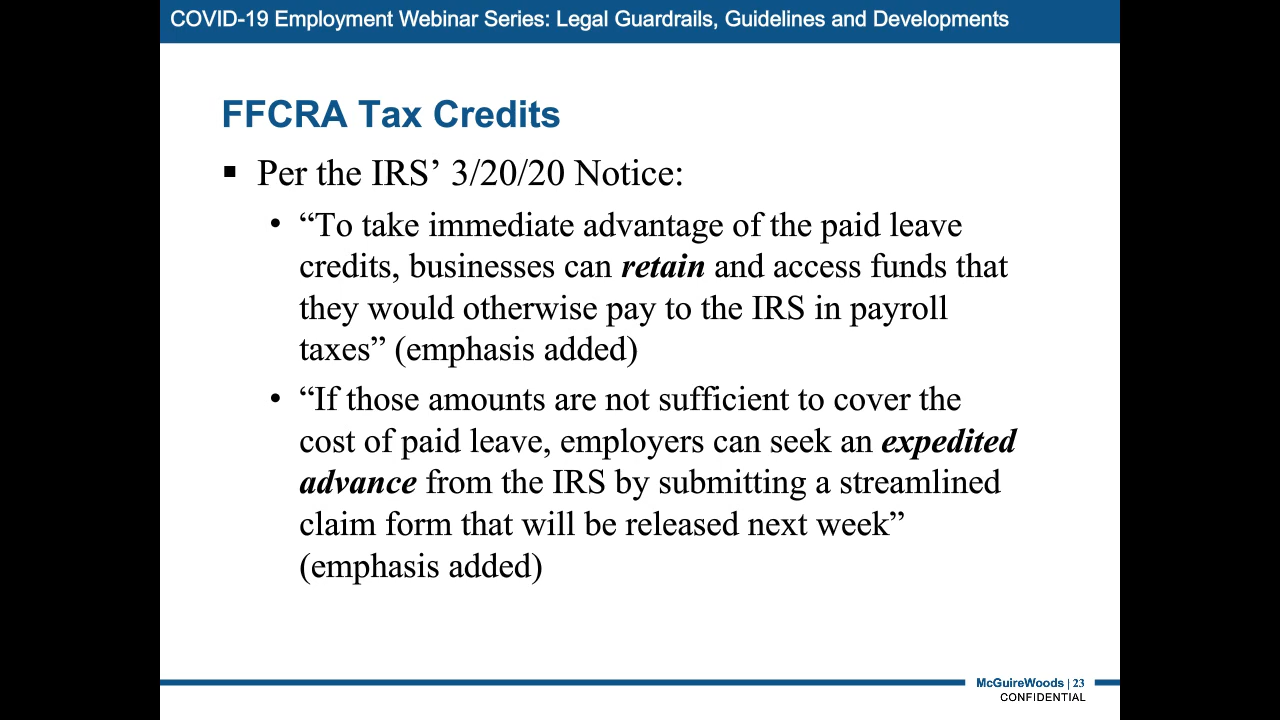 COVID-19 Employment Webinar Series: Legal Guardrails, Guidelines and Developments
FFCRA Tax Credits
▪ Per the IRS’ 3/20/20 Notice:
• “To take immediate advantage of the paid leave
credits, businesses can retain and access funds that
they would otherwise pay to the IRS in payroll
taxes” (emphasis added)
• “If those amounts are not sufficient to cover the
cost of paid leave, employers can seek an expedited
advance from the IRS by submitting a streamlined
claim form that will be released next week”
(emphasis added)
McGuireWoods | 23
CONFIDENTIAL